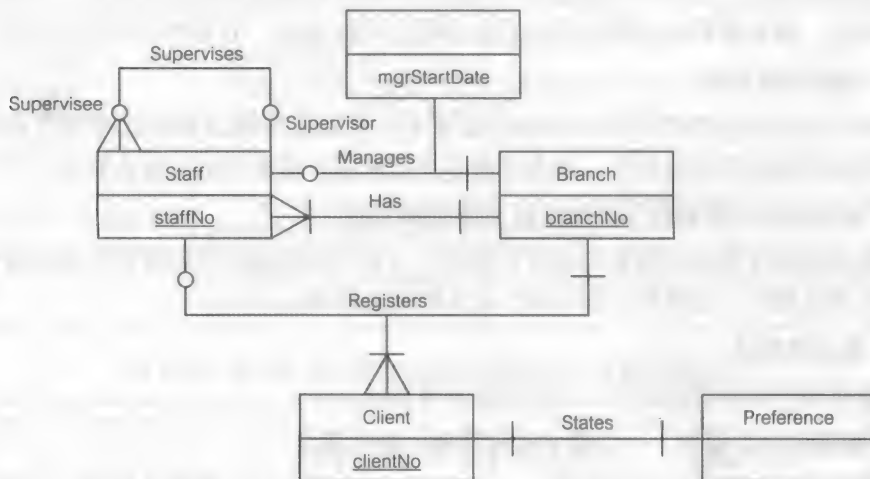 Supervises
mgrStartDate
Supervisee
Supervisor
Manages
Staff
Branch
Has
staffNo
branchNo
Registers
Client
States
Preference
clientNo